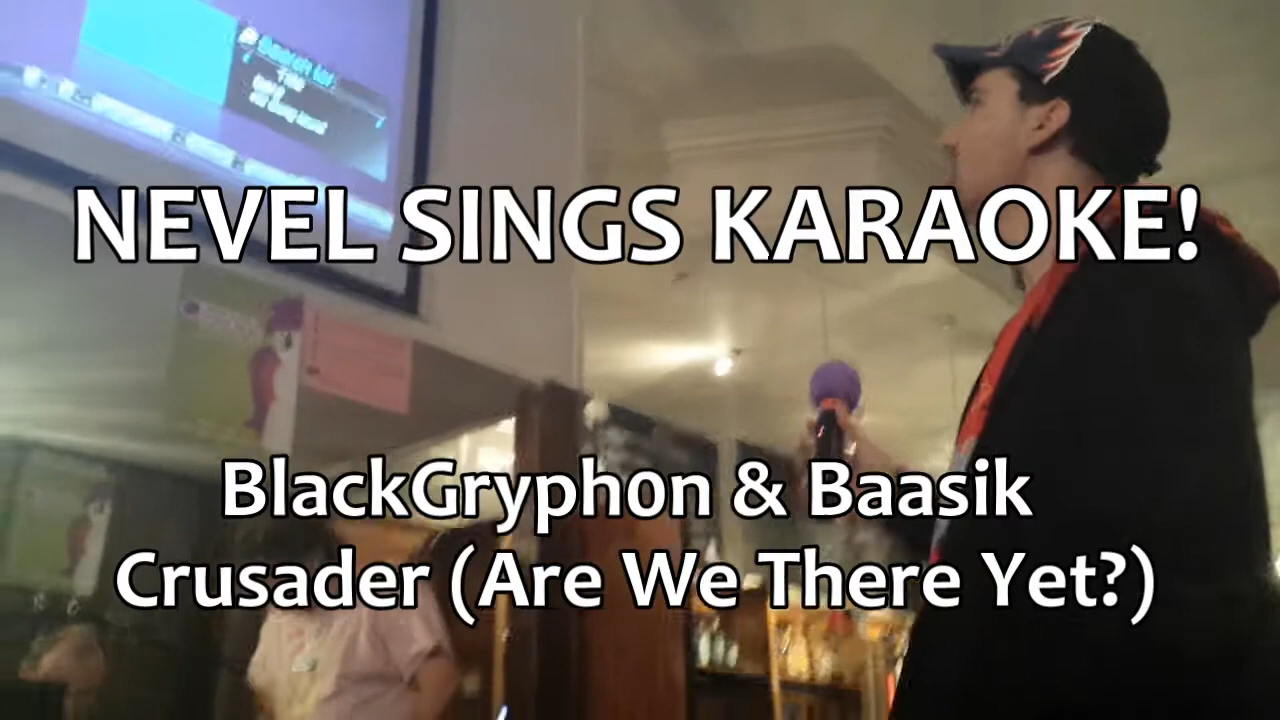 NEVEL SINGS KARAOKE!
BlackGryph0n & Baasik
Crusader (Are We There Yet?)